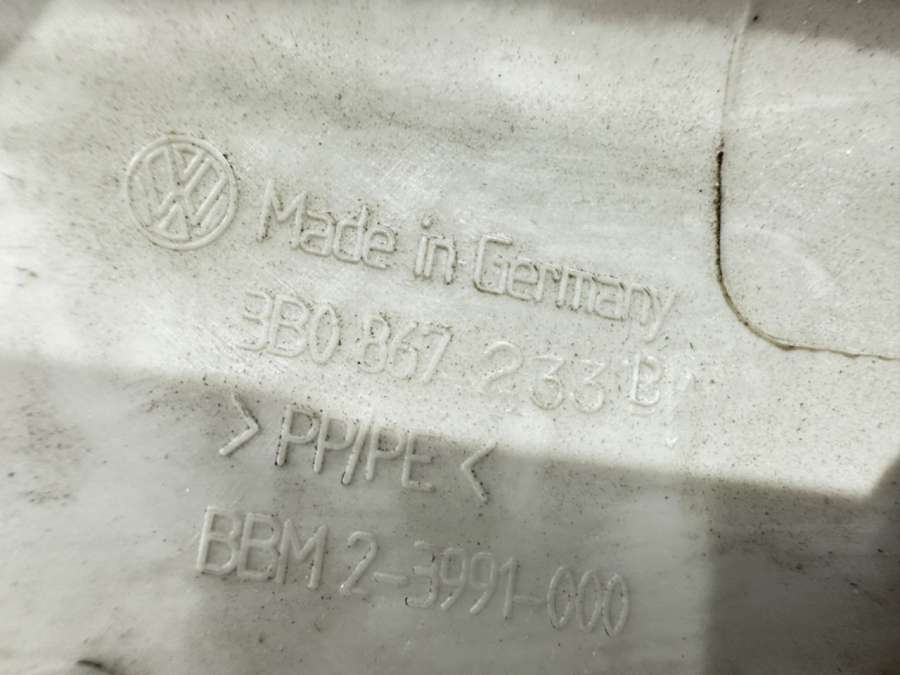 Made in Germany
3B0 867 233 B
> PP/PE <
BBM 2-3991-000